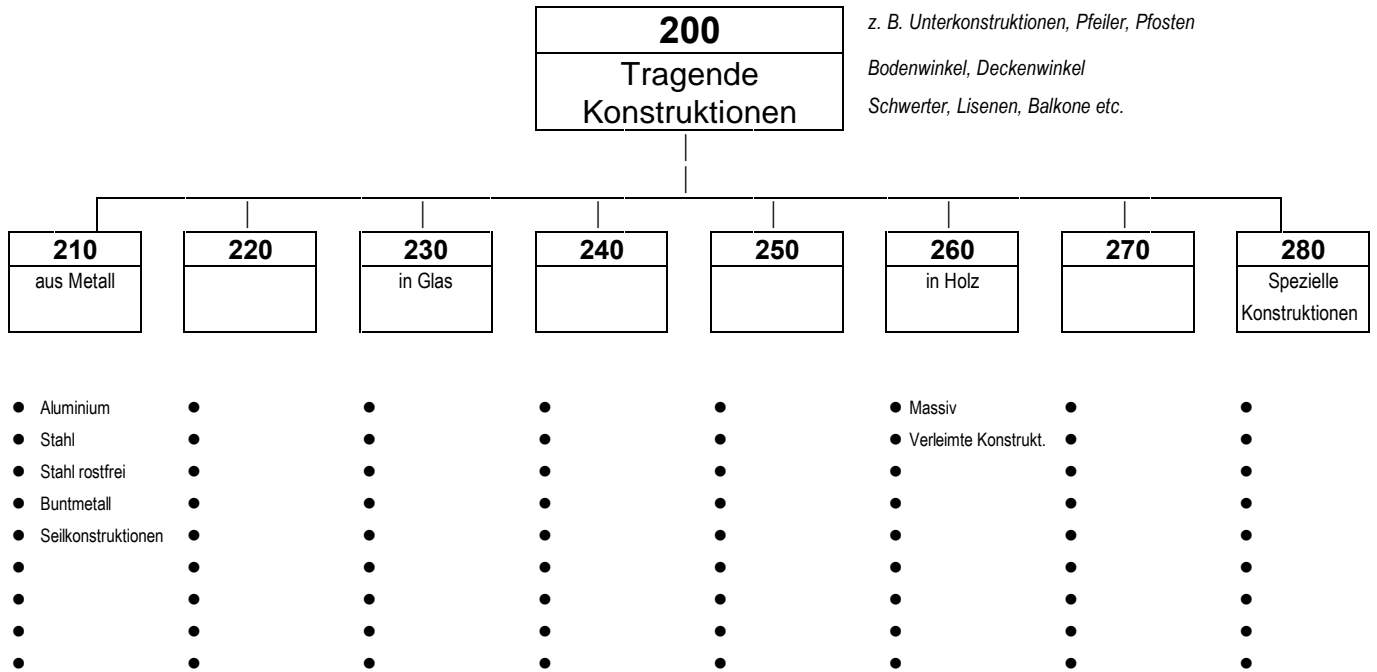 200
Tragende
Konstruktionen
z. B. Unterkonstruktionen, Pfeiler, Pfosten
Bodenwinkel, Deckenwinkel
Schwerter, Lisenen, Balkone etc.
210
aus Metall
220
230
in Glas
240
250
260
in Holz
270
280
Spezielle
Konstruktionen
● Aluminium ● ● ● ● ● Massiv ● ●
● Stahl ● ● ● ● ● Verleimte Konstrukt. ● ●
● Stahl rostfrei ● ● ● ● ● ● ●
● Buntmetall ● ● ● ● ● ● ●
● Seilkonstruktionen ● ● ● ● ● ● ●
● ● ● ● ● ● ● ●
● ● ● ● ● ● ● ●
● ● ● ● ● ● ● ●
● ● ● ● ● ● ● ●